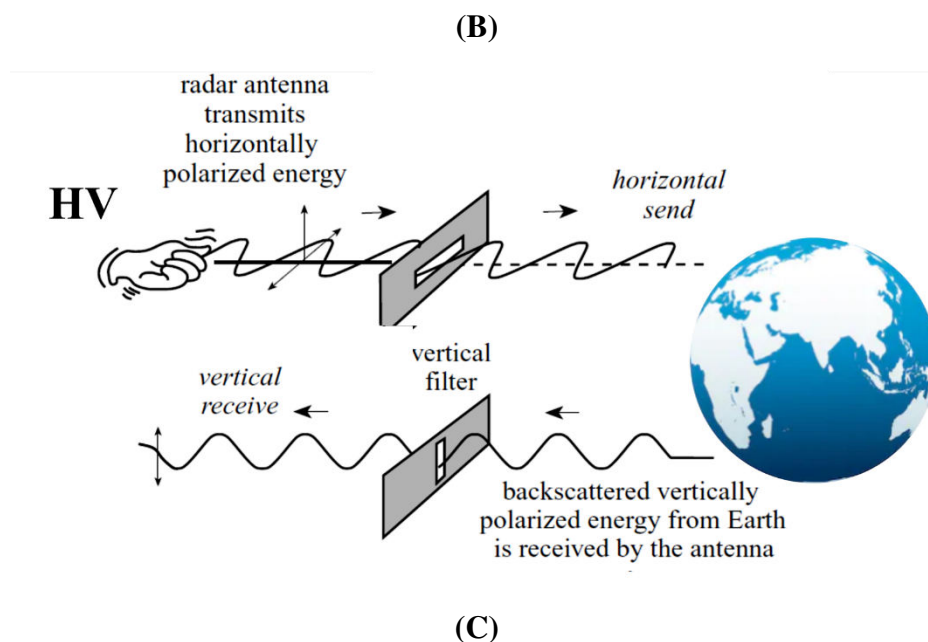 (B)
radar antenna
transmits
horizontally
polarized energy
HV
horizontal
send
vertical
filter
vertical
receive
backscattered vertically
polarized energy from Earth
is received by the antenna
(C)